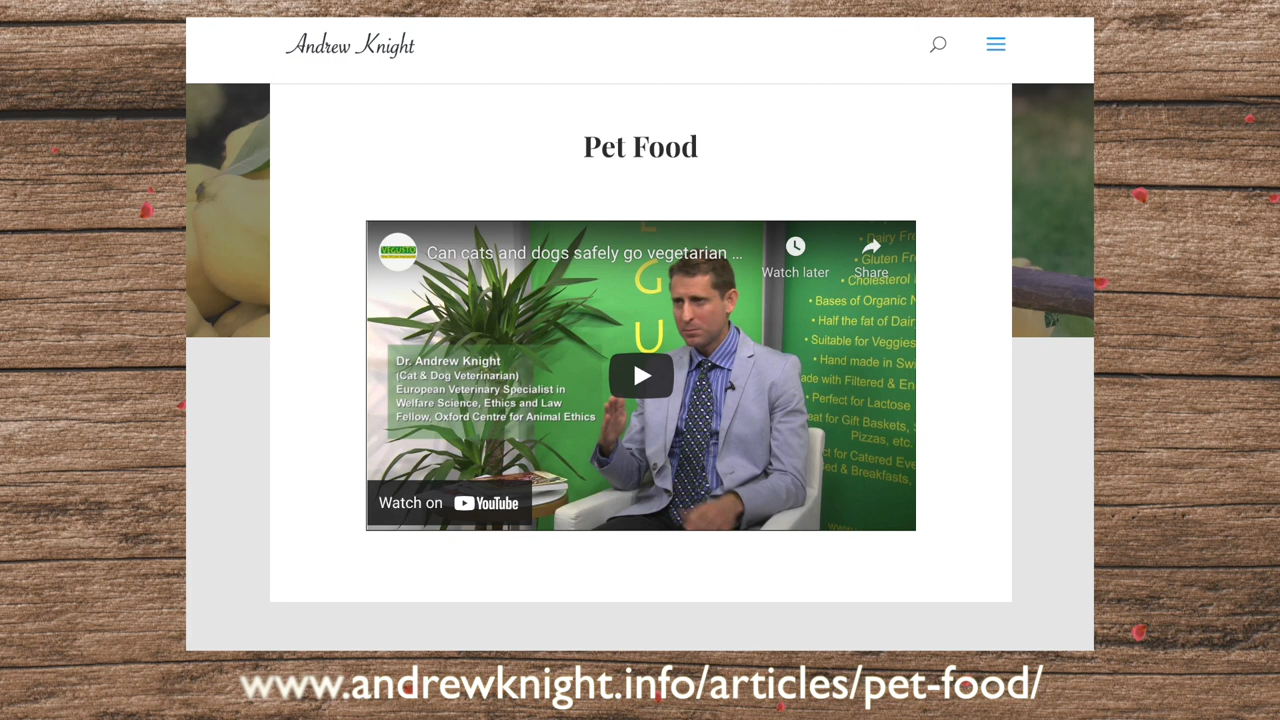 Andrew Knight
Pet Food
VEGUSTO
Can cats and dogs safely go vegetarian ...
Watch later
Share
G
U
Dr. Andrew Knight
(Cat & Dog Veterinarian)
European Veterinary Specialist in
Welfare Science, Ethics and Law
Fellow, Oxford Centre for Animal Ethics
• Dairy Fre
• Gluten Fr
• Cholesterol
• Bases of Organic N
• Half the fat of Dair
• Suitable for Veggies
• Hand made in Swi
ade with Filtered & En
• Perfect for Lactose
eat for Gift Baskets, S
Pizzas, etc.
ct for Catered Eve
ed & Breakfasts,
Watch on YouTube
www.andrewknight.info/articles/pet-food/